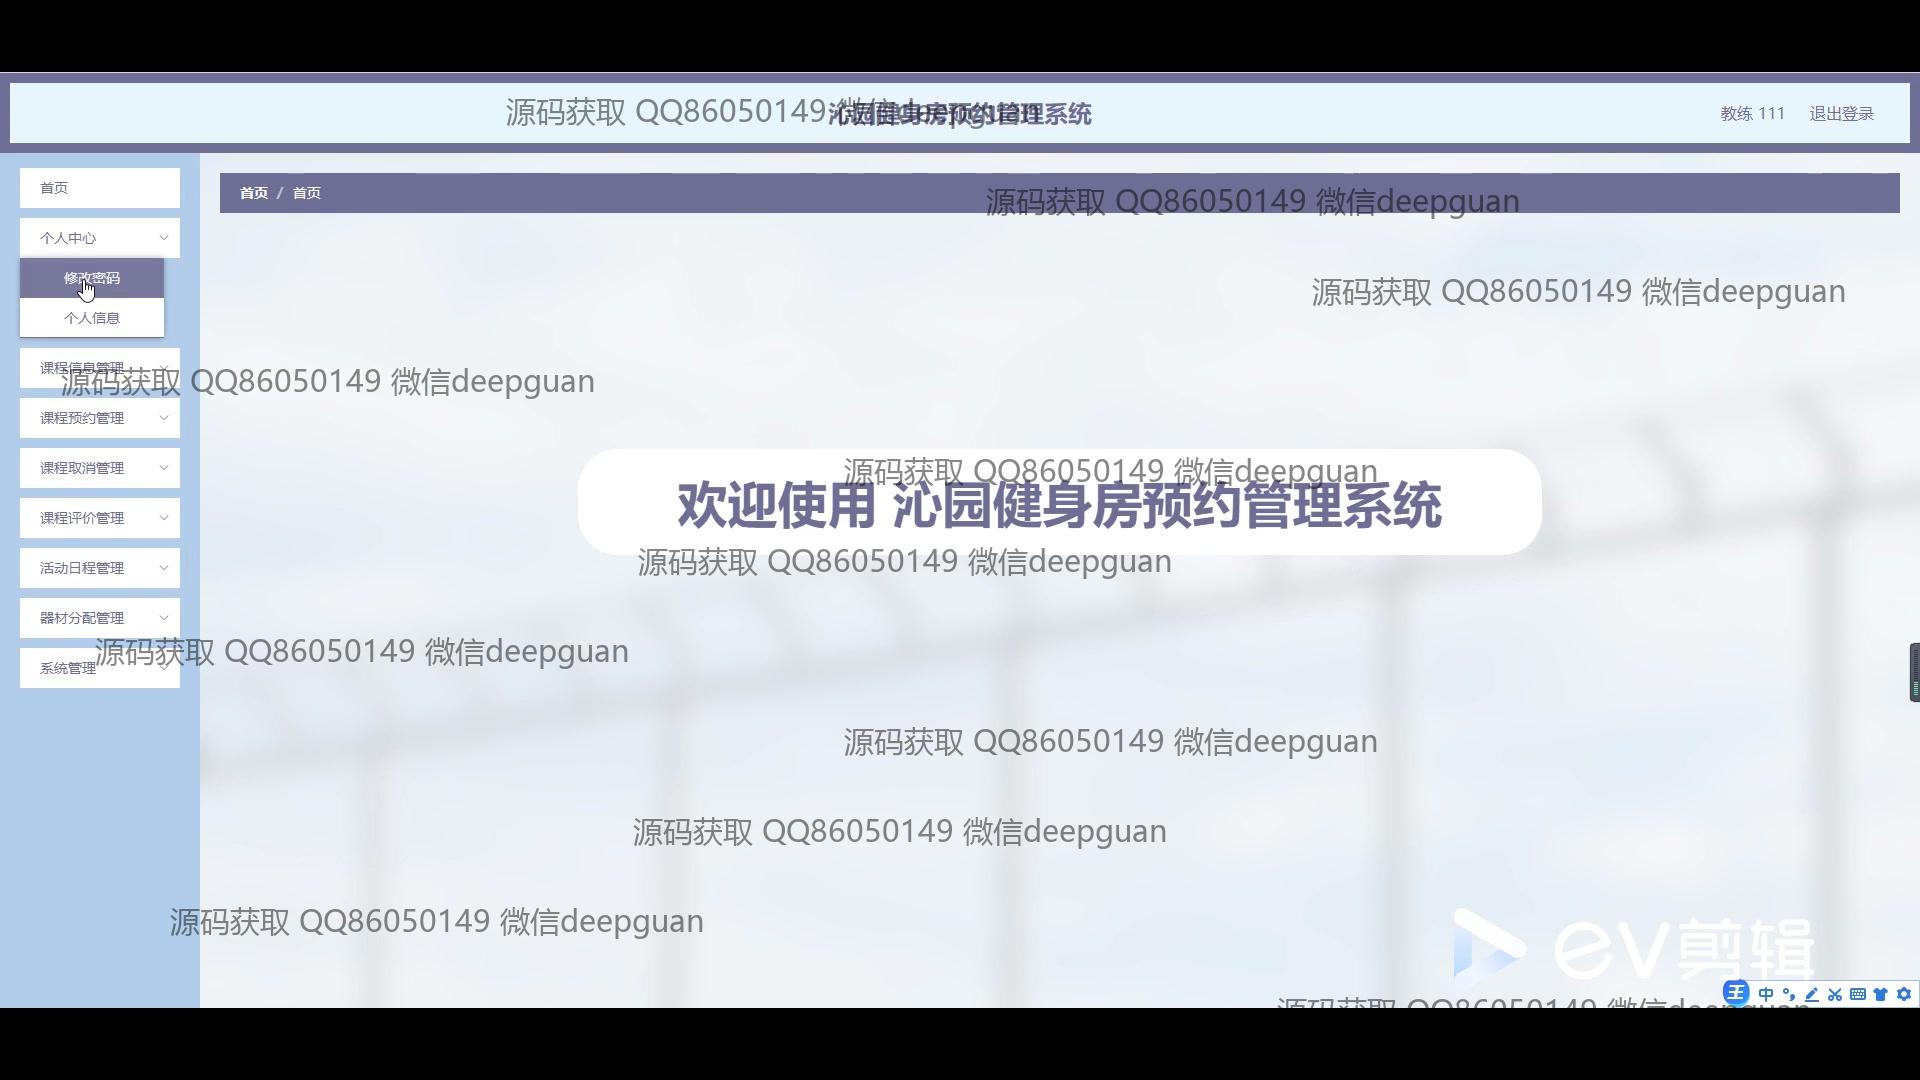 源码获取 QQ86050149 微信deepguan
沁园健身房预约管理系统
教练 111
退出登录
首页
首页 / 首页
源码获取 QQ86050149 微信deepguan
个人中心
修改密码
源码获取 QQ86050149 微信deepguan
个人信息
课程信息管理
源码获取 QQ86050149 微信deepguan
课程预约管理
课程取消管理
源码获取 QQ86050149 微信deepguan
欢迎使用 沁园健身房预约管理系统
课程评价管理
源码获取 QQ86050149 微信deepguan
活动日程管理
器材分配管理
源码获取 QQ86050149 微信deepguan
系统管理
源码获取 QQ86050149 微信deepguan
源码获取 QQ86050149 微信deepguan
源码获取 QQ86050149 微信deepguan
EV剪辑
王 中
源码获取 QQ86050149 微信deepguan